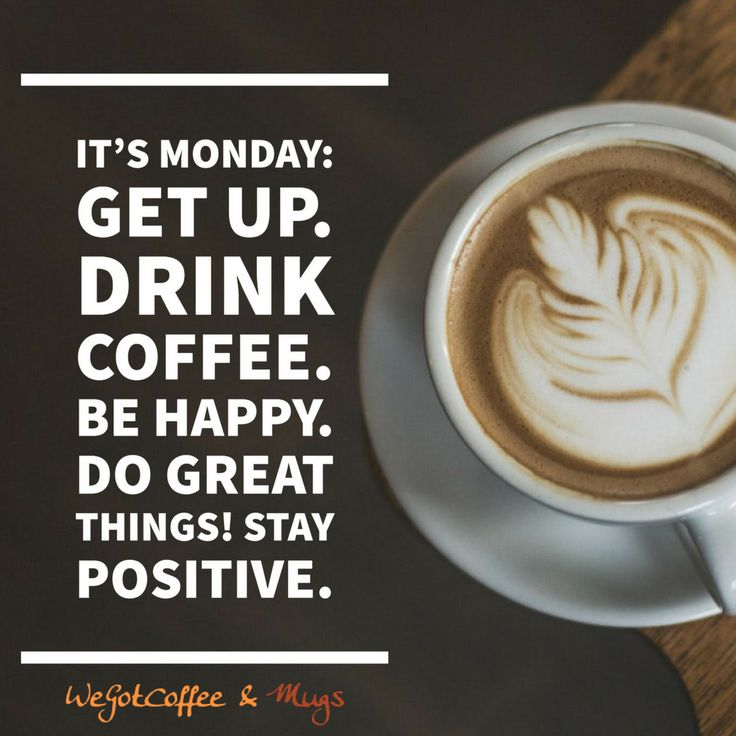 IT’S MONDAY:
GET UP.
DRINK
COFFEE.
BE HAPPY.
DO GREAT
THINGS! STAY
POSITIVE.
WeGotCoffee & Mugs